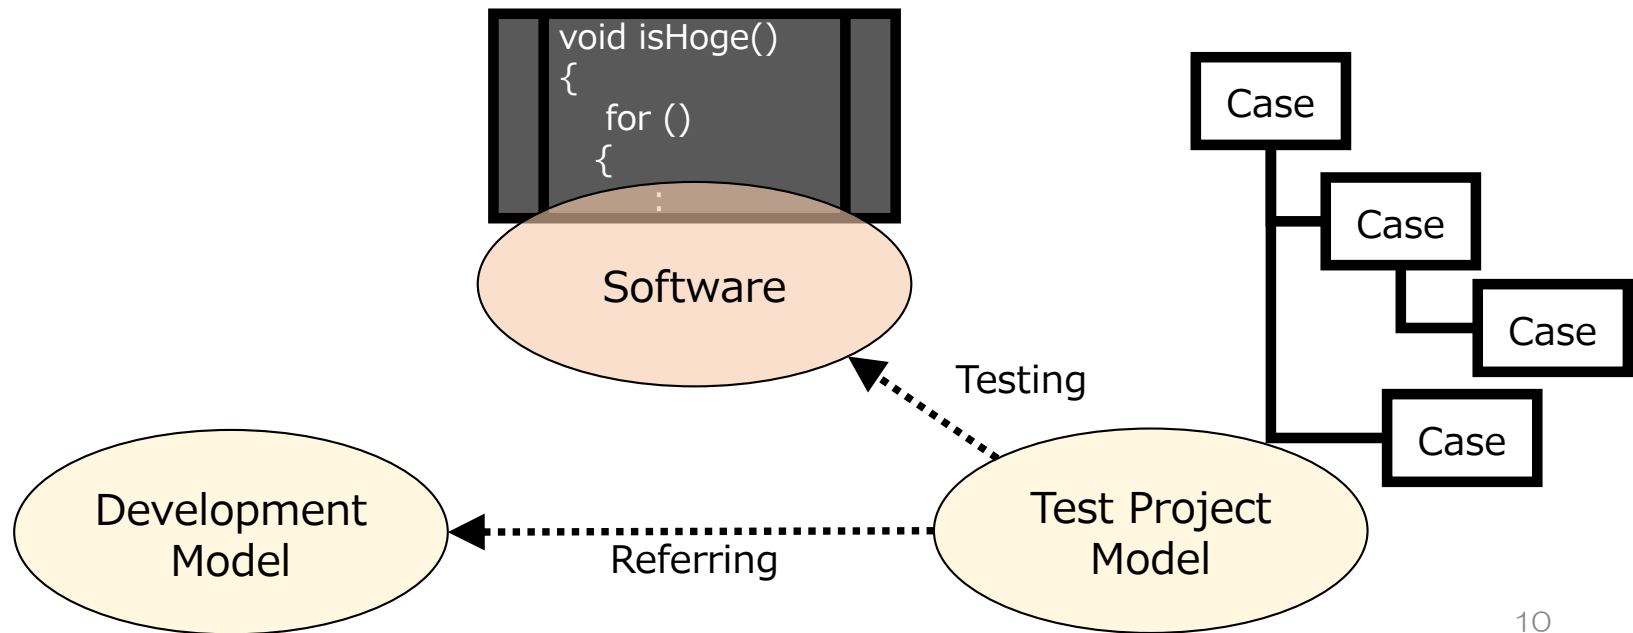 void isHoge()
{
for ()
{
:
Case
Case
Case
Case
Software
Testing
Development
Model
Referring
Test Project
Model
10